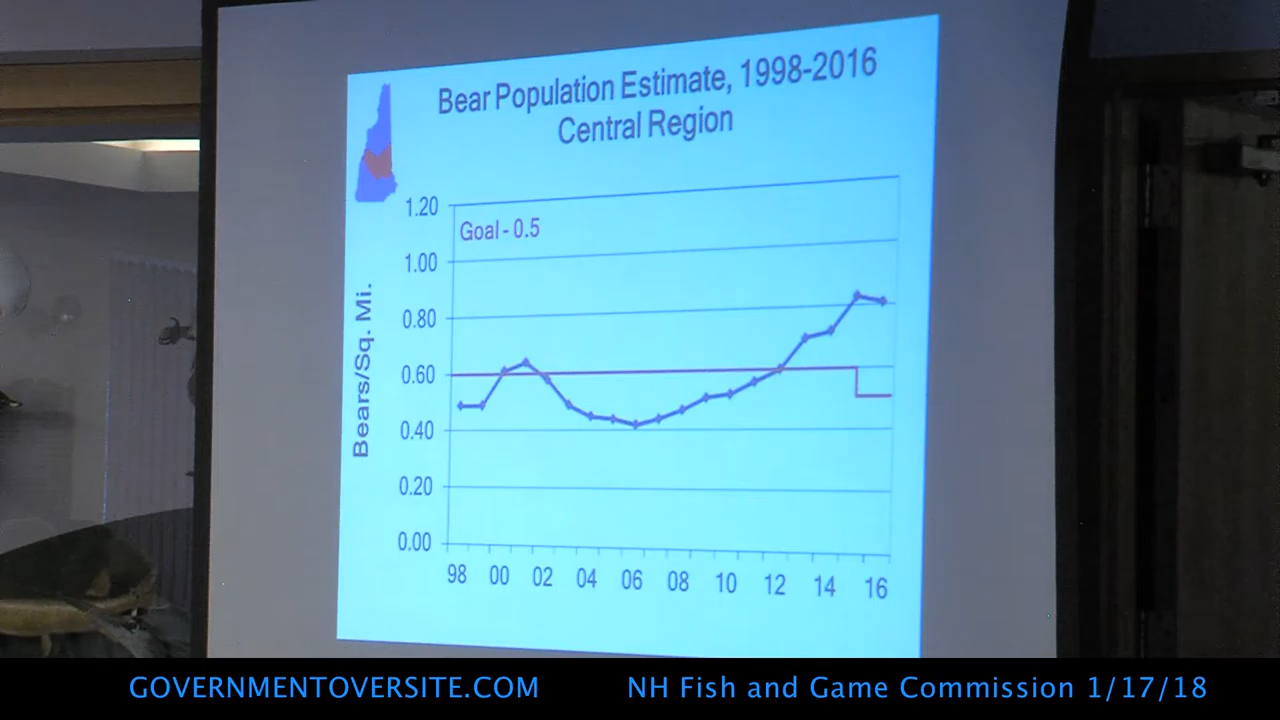 Bear Population Estimate, 1998-2016
Central Region
Goal - 0.5
Bears/Sq. Mi.
1.20
1.00
0.80
0.60
0.40
0.20
0.00
98 00 02 04 06 08 10 12 14 16
GOVERNMENTOVERSITE.COM NH Fish and Game Commission 1/17/18